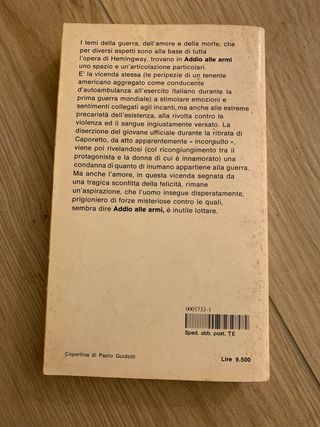 I temi della guerra, dell'amore e della morte, che
per diversi aspetti sono alla base di tutta
l'opera di Hemingway, trovano in Addio alle armi
uno spazio e un'articolazione particolari.
E' la vicenda stessa (le peripezie di un tenente
americano aggregato come conducente
d'autoambulanza all'esercito italiano durante la
prima guerra mondiale) a stimolare emozioni e
sentimenti collegati agli incanti, ma anche alle estreme
precarietà dell'esistenza, alla rivolta contro la
violenza ed il sangue ingiustamente versato. La
diserzione del giovane ufficiale durante la ritirata di
Caporetto, da atto apparentemente « inconsulto »,
viene poi rivelandosi (col ricongiungimento tra il
protagonista e la donna di cui è innamorato) una
condanna di quanto di inumano appartiene alla guerra.
Ma anche l'amore, in questa vicenda segnata da
una tragica sconfitta della felicità, rimane
un'aspirazione, che l'uomo insegue disperatamente,
prigioniero di forze misteriose contro le quali,
sembra dire Addio alle armi, è inutile lottare.
0005733-1
Sped. abb. post. TE
Copertina di Paolo Guidotti
Lire 9.500